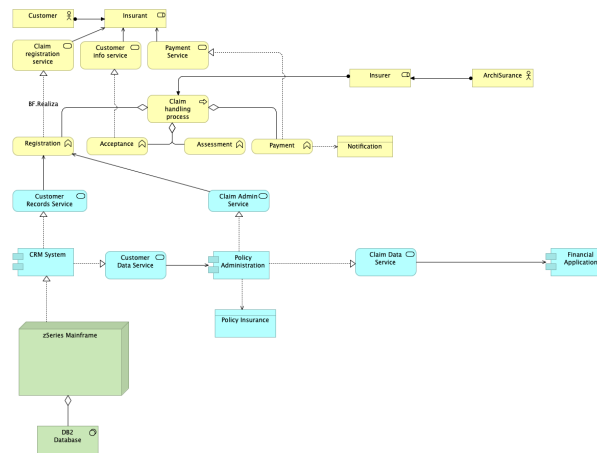 Customer
Insurant
Claim
registration
service
Customer
info service
Payment
Service
Insurer
ArchiSurance
BF.Realiza
Claim
handling
process
Registration
Acceptance
Assessment
Payment
Notification
Customer
Records Service
Claim Admin
Service
CRM System
Customer
Data Service
Policy
Administration
Claim Data
Service
Financial
Application
Policy Insurance
zSeries Mainframe
DB2
Database